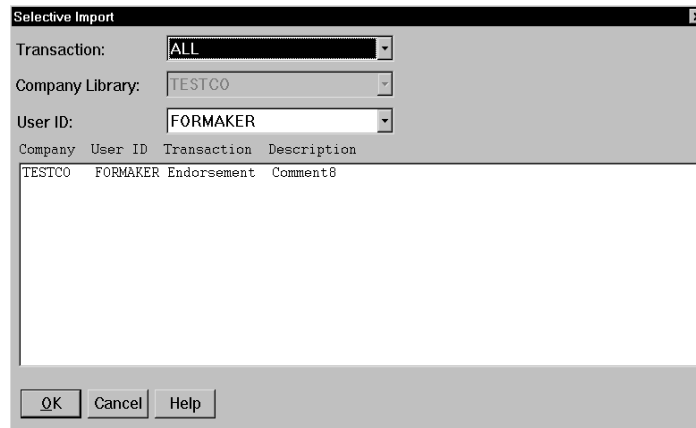 Selective Import
Transaction: ALL
Company Library: TESTCO
User ID: FORMAKER
Company User ID Transaction Description
TESTCO FORMAKER Endorsement Comment8
OK Cancel Help